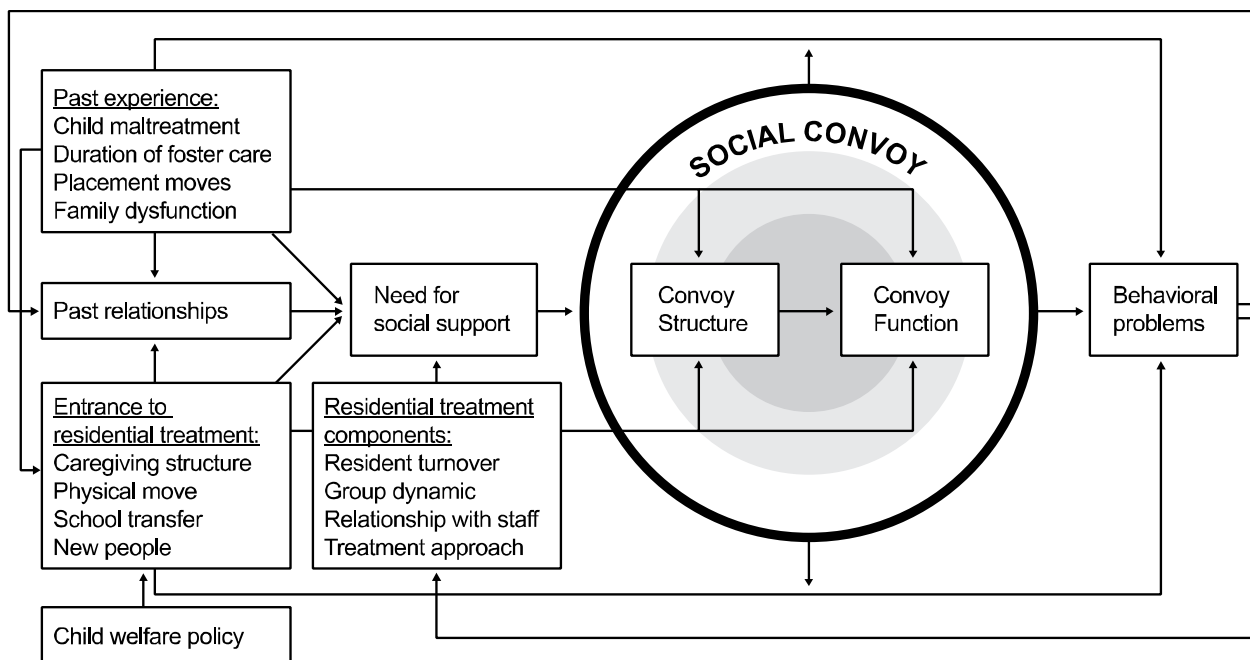 Past experience:
Child maltreatment
Duration of foster care
Placement moves
Family dysfunction
SOCIAL CONVOY
Past relationships
Need for
social support
Convoy
Structure
Convoy
Function
Behavioral
problems
Entrance to
residential treatment:
Caregiving structure
Physical move
School transfer
New people
Residential treatment
components:
Resident turnover
Group dynamic
Relationship with staff
Treatment approach
Child welfare policy